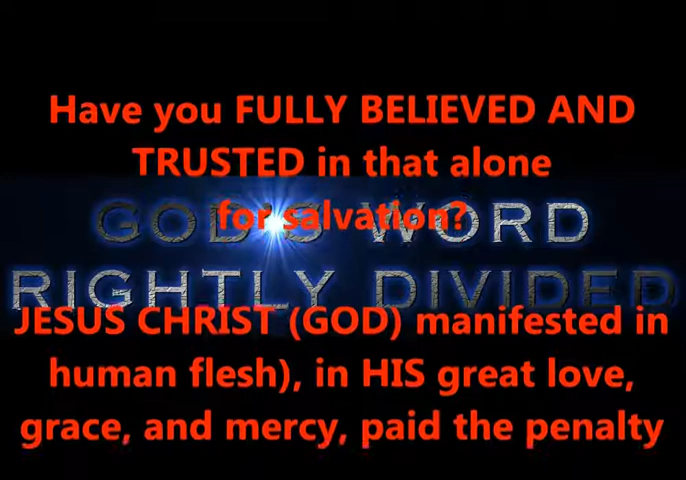 Have you FULLY BELIEVED AND
TRUSTED in that alone
for salvation?
GOD'S WORD
RIGHTLY DIVIDED
JESUS CHRIST (GOD) manifested in
human flesh), in HIS great love,
grace, and mercy, paid the penalty